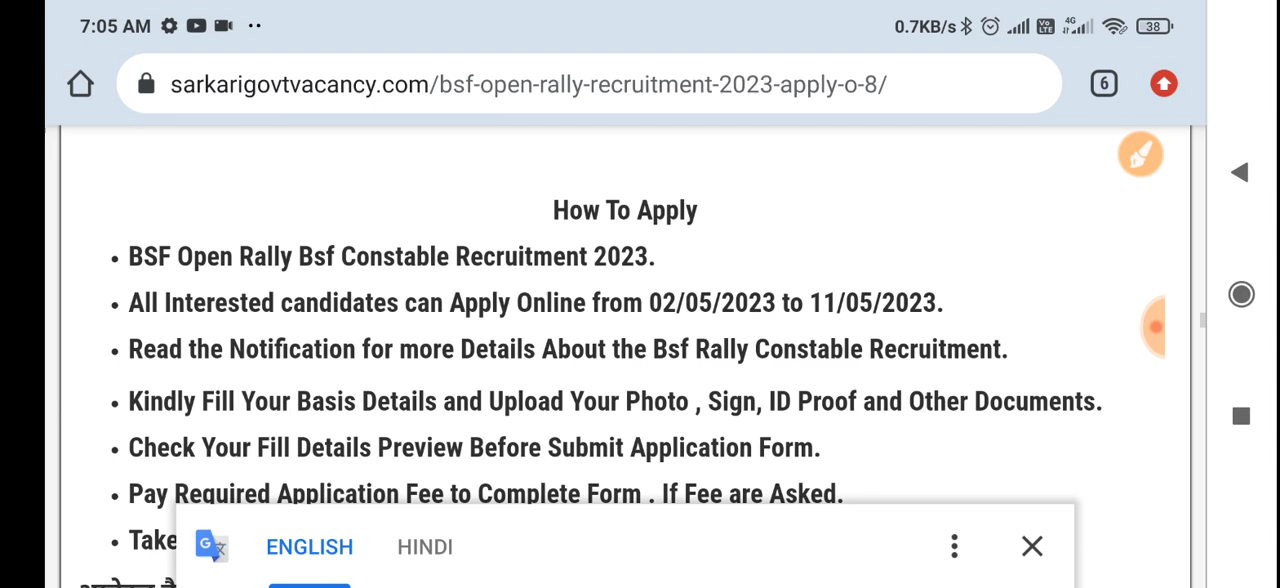 7:05 AM
0.7KB/s Vo LTE 4G 38
sarkarigovtvacancy.com/bsf-open-rally-recruitment-2023-apply-o-8/ 6
How To Apply
• BSF Open Rally Bsf Constable Recruitment 2023.
• All Interested candidates can Apply Online from 02/05/2023 to 11/05/2023.
• Read the Notification for more Details About the Bsf Rally Constable Recruitment.
• Kindly Fill Your Basis Details and Upload Your Photo , Sign, ID Proof and Other Documents.
• Check Your Fill Details Preview Before Submit Application Form.
• Pay Required Application Fee to Complete Form . If Fee are Asked.
• Take
ENGLISH HINDI